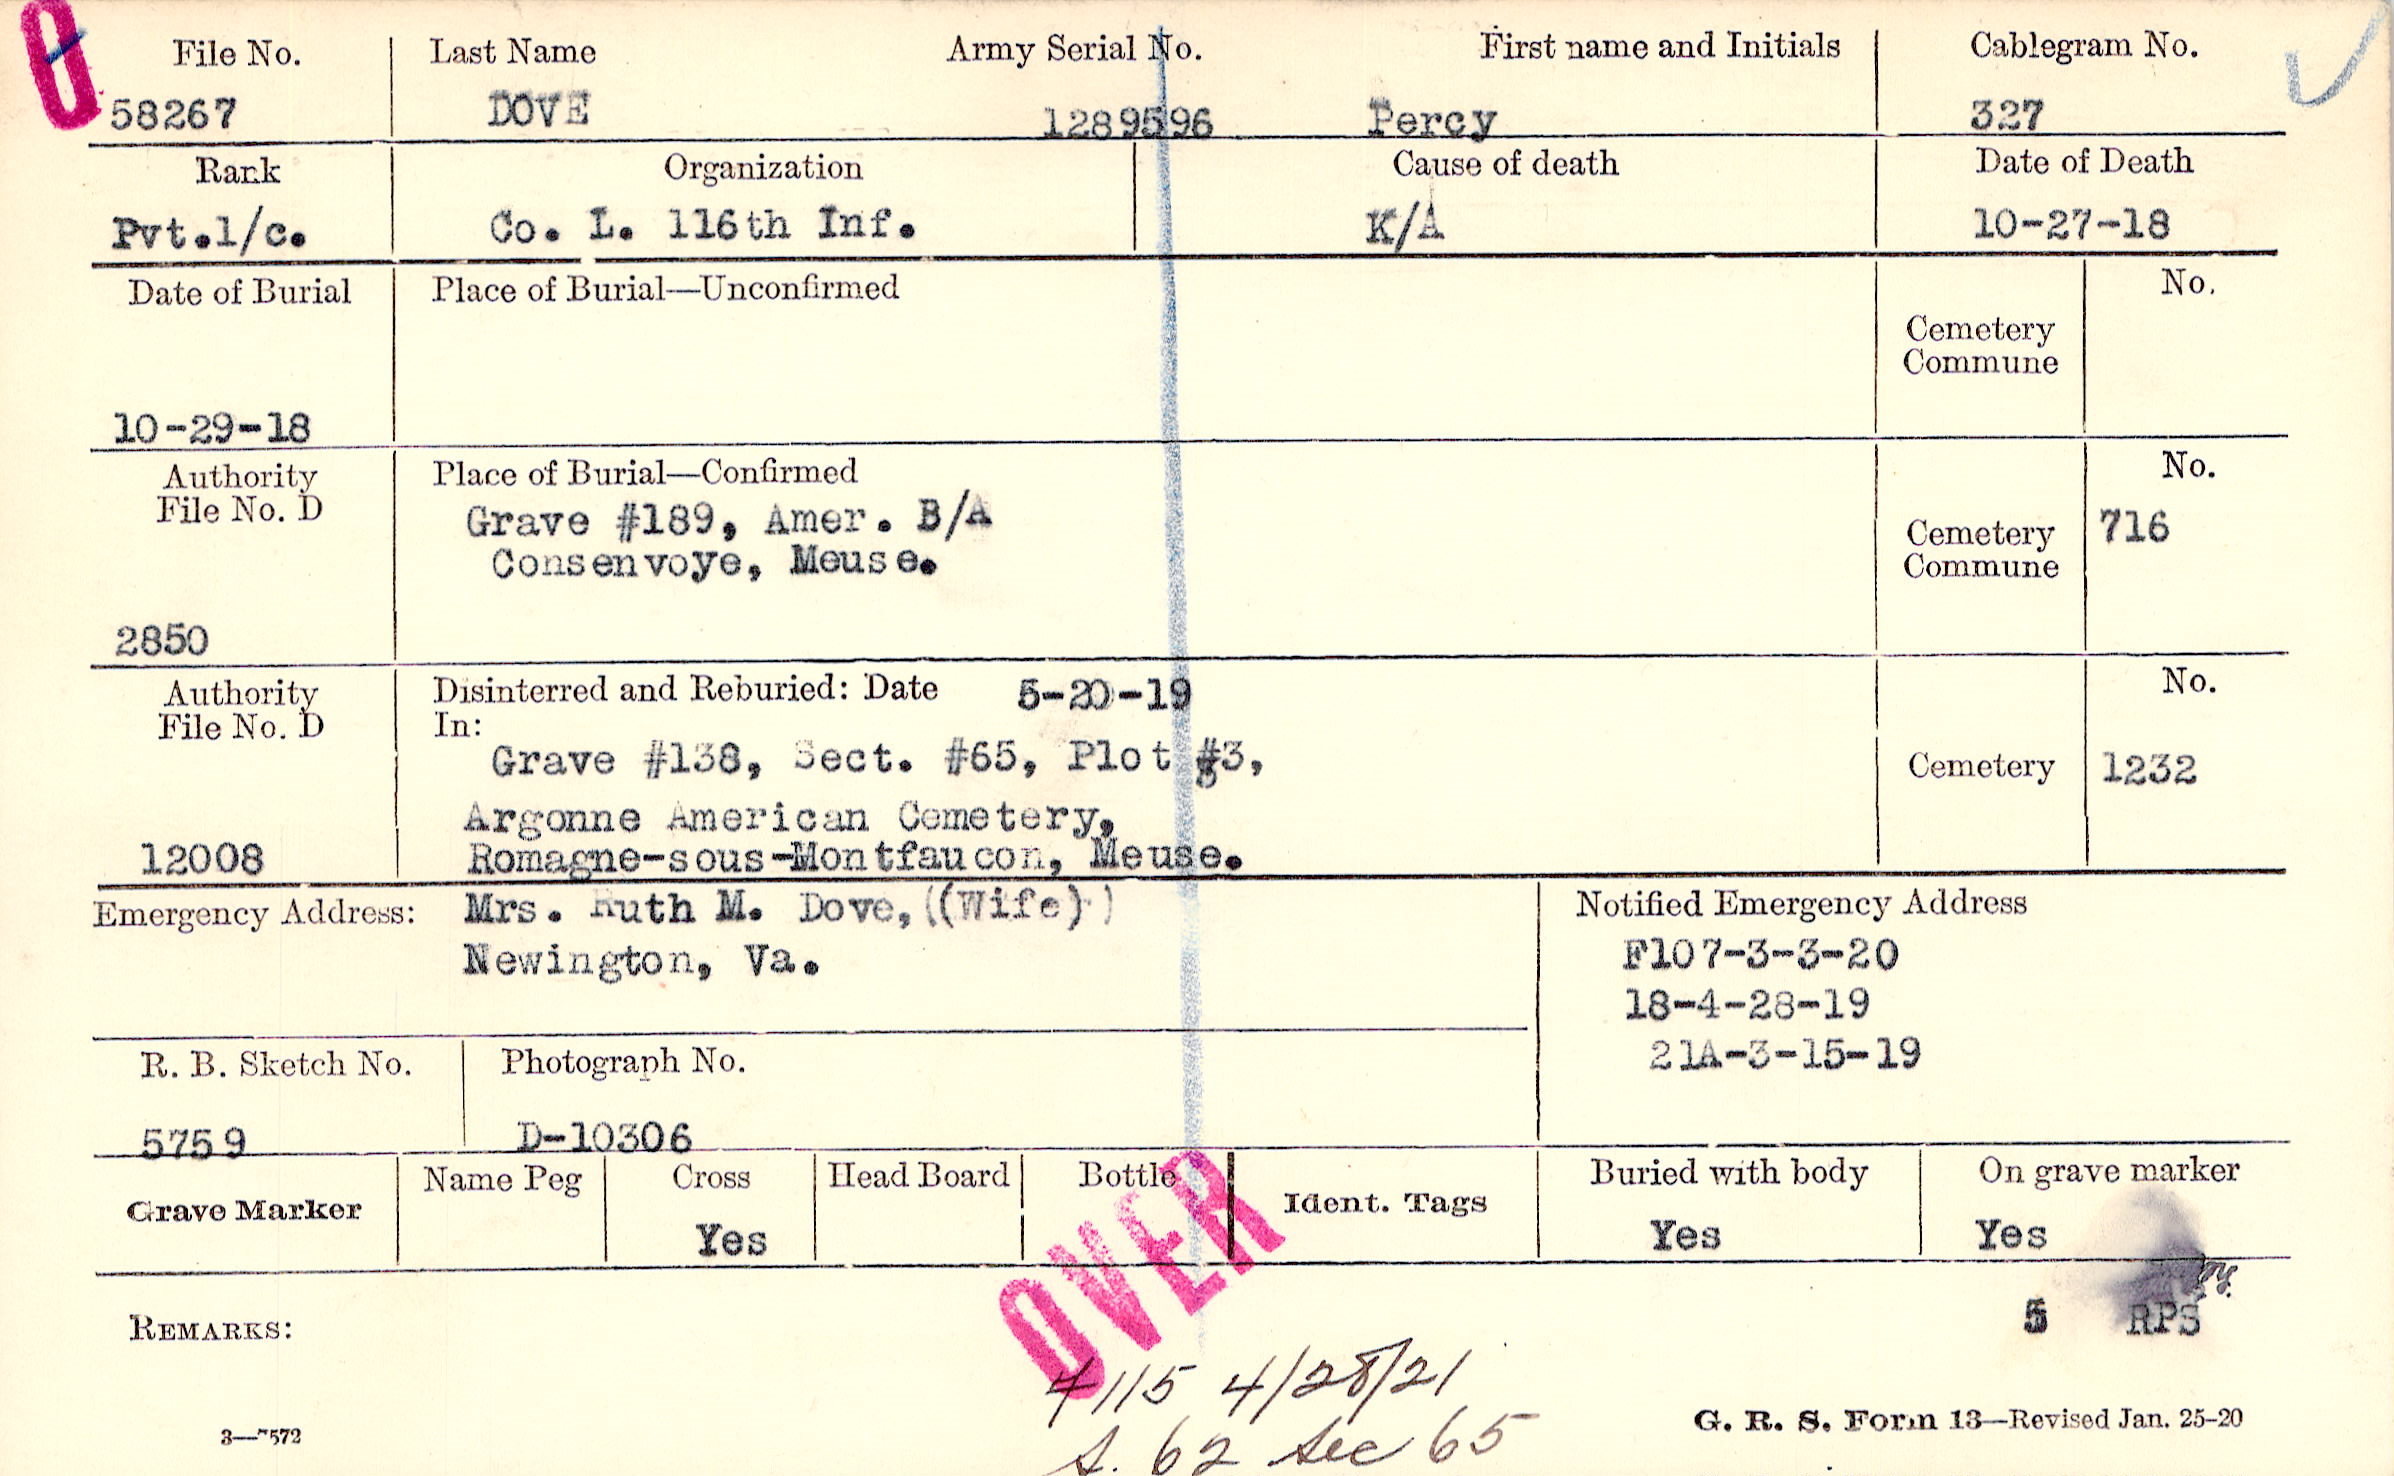 File No. Last Name Army Serial No. First name and Initials Cablegram No.
58267 DOVE 1289596 Percy 327
Rank Organization Cause of death Date of Death
Pvt.1/c. Co. L. 116th Inf. K/A 10-27-18
Date of Burial Place of Burial—Unconfirmed No.
Cemetery
Commune
10-29-18
Authority Place of Burial—Confirmed No.
File No. D Grave #189, Amer. B/A Cemetery 716
Consenvoye, Meuse. Commune
2850
Authority Disinterred and Reburied: Date 5-20-19 No.
File No. D In:
Grave #138, Sect. #65, Plot #3, Cemetery 1232
Argonne American Cemetery,
12008 Romagne-sous-Montfaucon, Meuse.
Emergency Address: Mrs. Ruth M. Dove, ((Wife)) Notified Emergency Address
Newington, Va. F107-3-3-20
18-4-28-19
R. B. Sketch No. Photograph No. 21A-3-15-19
5759 D-10306
Grave Marker Name Peg Cross Head Board Bottle Ident. Tags Buried with body On grave marker
Yes Yes Yes
OVER
5 RPS
REMARKS:
4/28/21
62 Sec 65
3—7572 G. R. S. Form 13—Revised Jan. 25-20